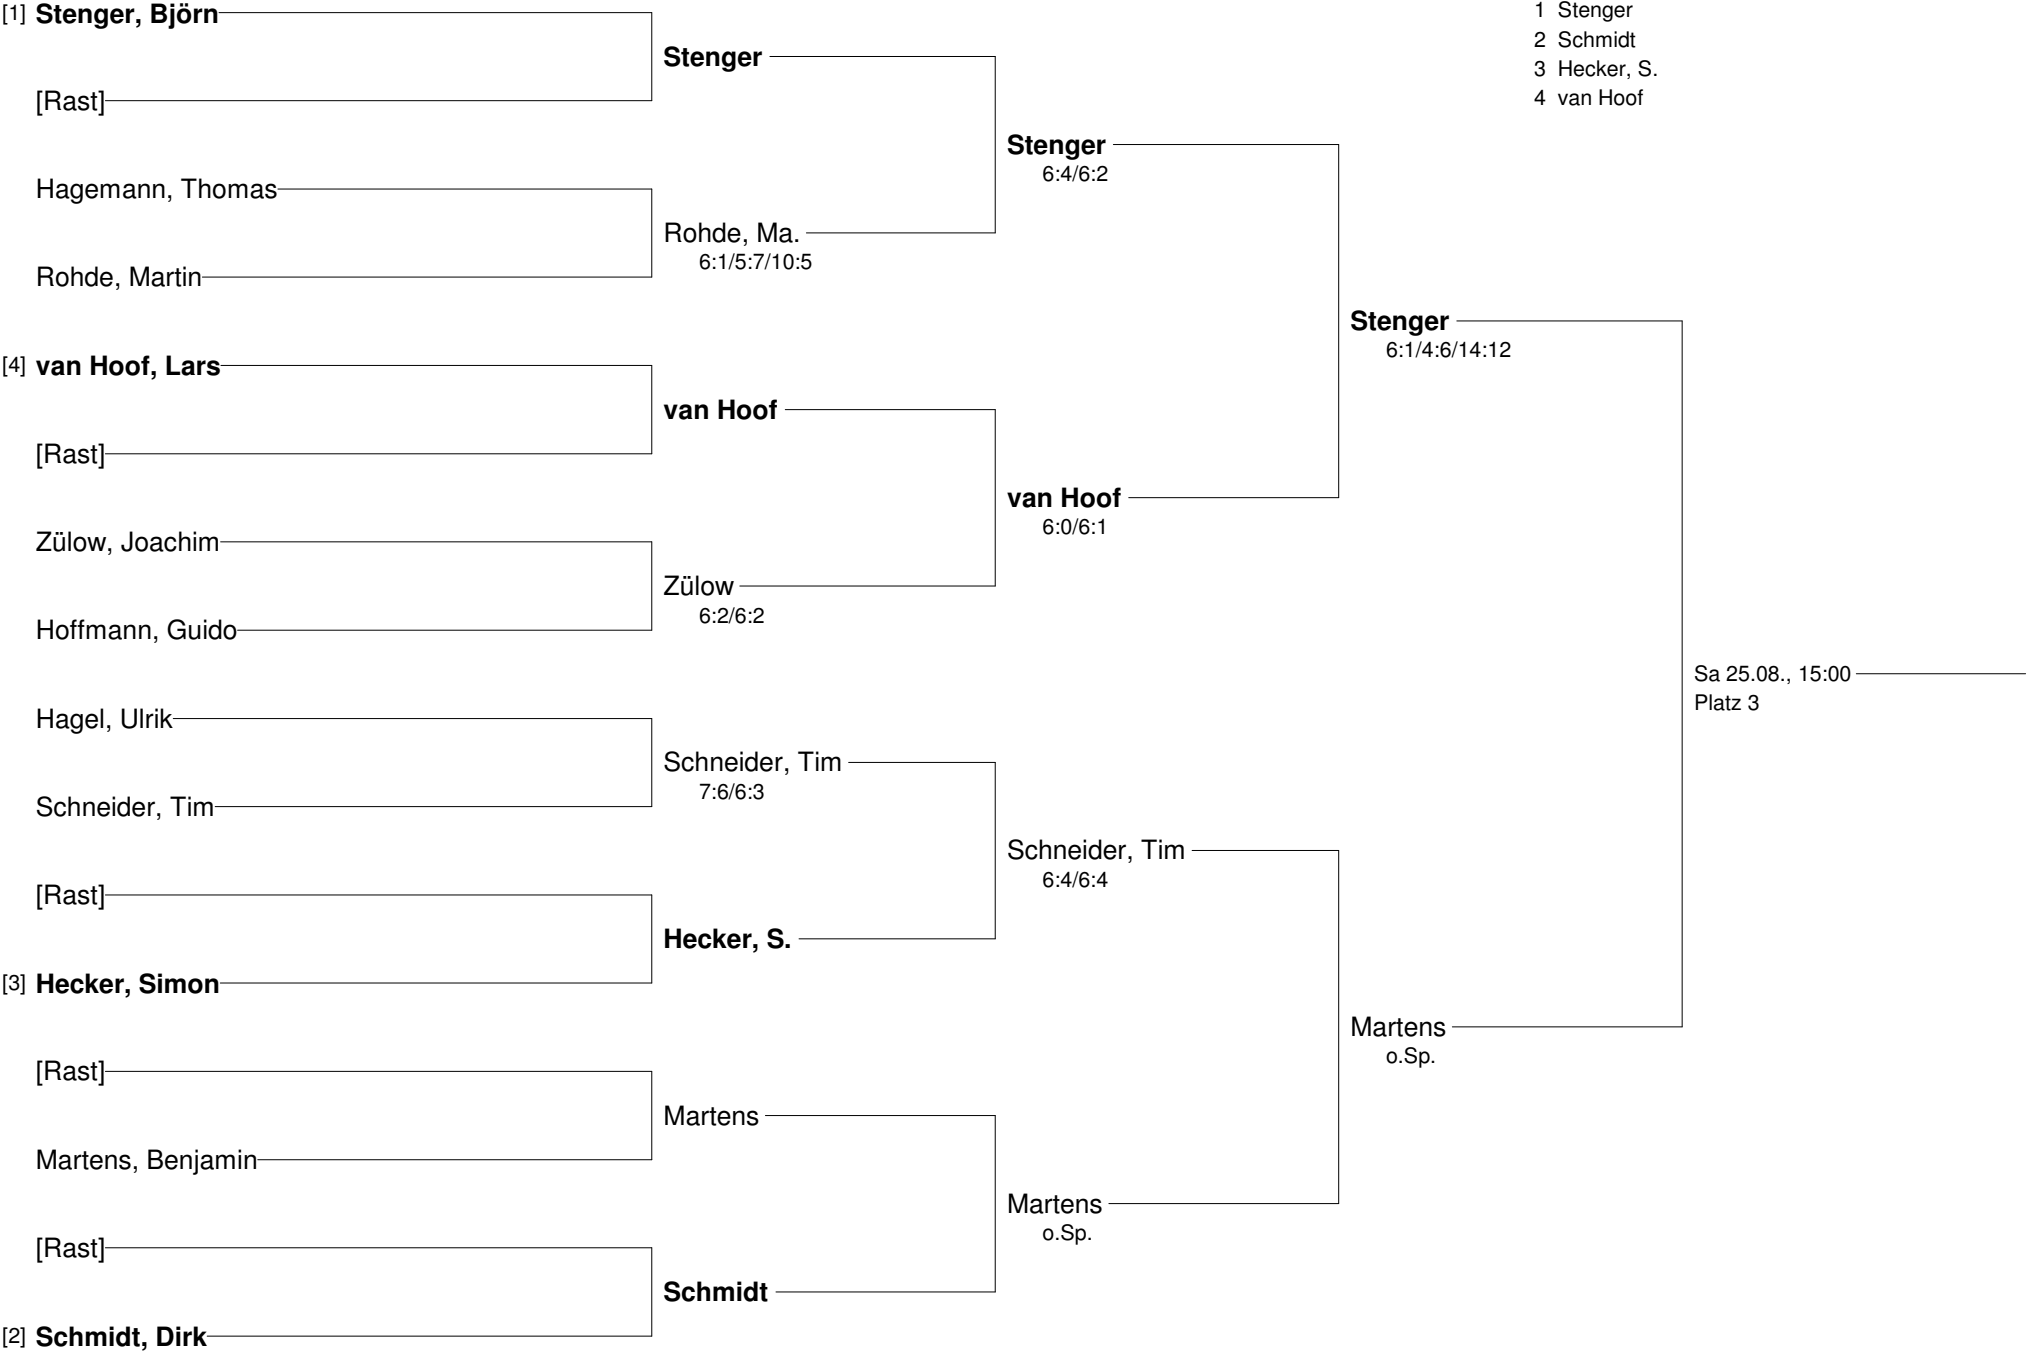 [1] Stenger, Björn
[Rast]
Hagemann, Thomas
Rohde, Martin
[4] van Hoof, Lars
[Rast]
Zülow, Joachim
Hoffmann, Guido
Hagel, Ulrik
Schneider, Tim
[Rast]
[3] Hecker, Simon
[Rast]
Martens, Benjamin
[Rast]
[2] Schmidt, Dirk
Stenger
Rohde, Ma.
6:1/5:7/10:5
van Hoof
Zülow
6:2/6:2
Schneider, Tim
7:6/6:3
Hecker, S.
Martens
Schmidt
Stenger
6:4/6:2
van Hoof
6:0/6:1
Schneider, Tim
6:4/6:4
Martens
o.Sp.
Stenger
6:1/4:6/14:12
Martens
o.Sp.
Sa 25.08., 15:00
Platz 3
1 Stenger
2 Schmidt
3 Hecker, S.
4 van Hoof